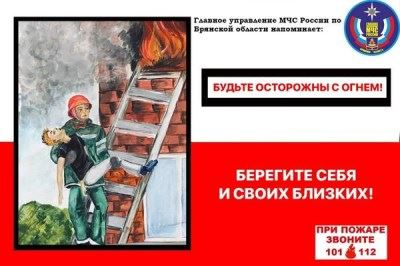 Главное управление МЧС России по
Брянской области напоминает:
БУДЬТЕ ОСТОРОЖНЫ С ОГНЕМ!
БЕРЕГИТЕ СЕБЯ
И СВОИХ БЛИЗКИХ!
ПРИ ПОЖАРЕ
ЗВОНИТЕ
101 112